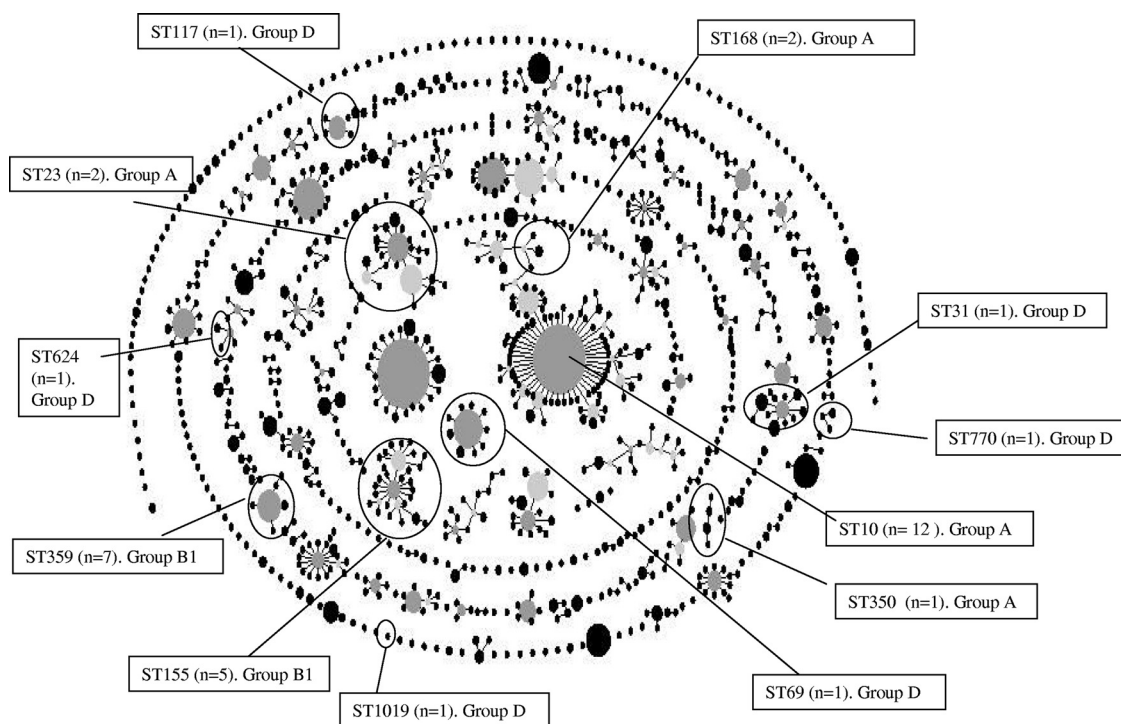 ST117 (n=1). Group D
ST168 (n=2). Group A
ST23 (n=2). Group A
ST31 (n=1). Group D
ST624
(n=1).
Group D
ST770 (n=1). Group D
ST10 (n= 12 ). Group A
ST359 (n=7). Group B1
ST350 (n=1). Group A
ST155 (n=5). Group B1
ST69 (n=1). Group D
ST1019 (n=1). Group D